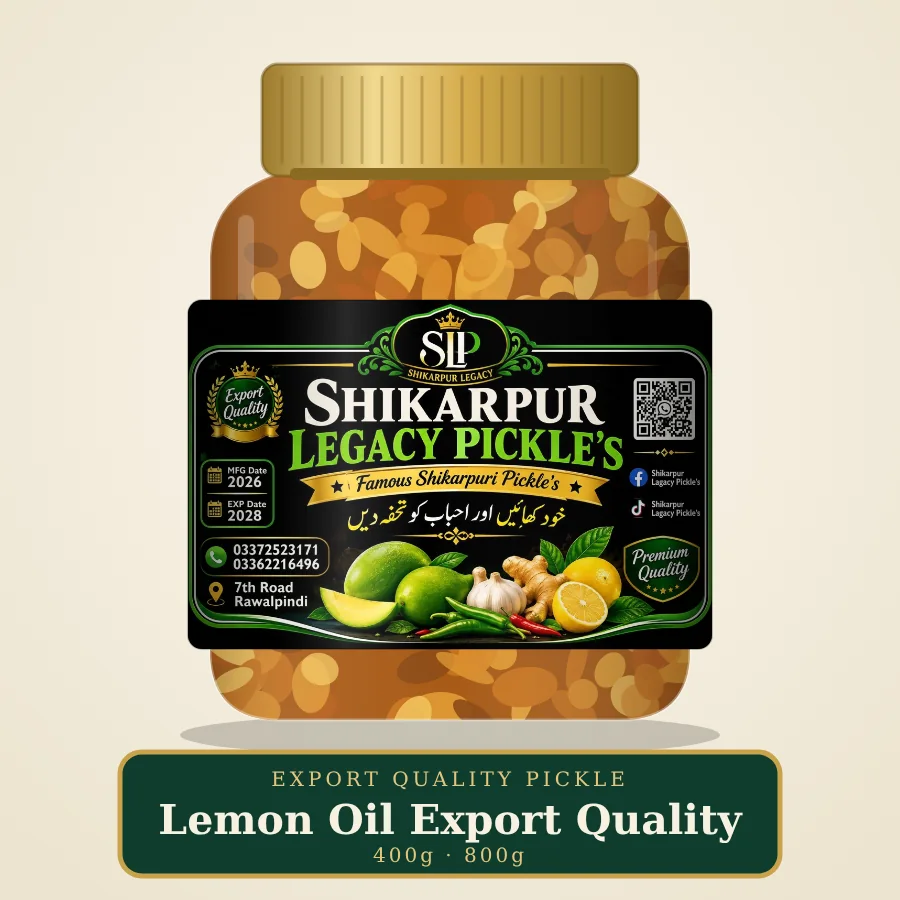 SLP
SHIKARPUR LEGACY
SHIKARPUR
LEGACY PICKLE'S
Famous Shikarpuri Pickle's
خود کھائیں اور احباب کو تحفہ دیں
Export
Quality
MFG Date
2026
EXP Date
2028
03372523171
03362216496
7th Road
Rawalpindi
Shikarpur
Legacy Pickle's
Shikarpur
Legacy Pickle's
Premium
Quality
EXPORT QUALITY PICKLE
Lemon Oil Export Quality
400g · 800g